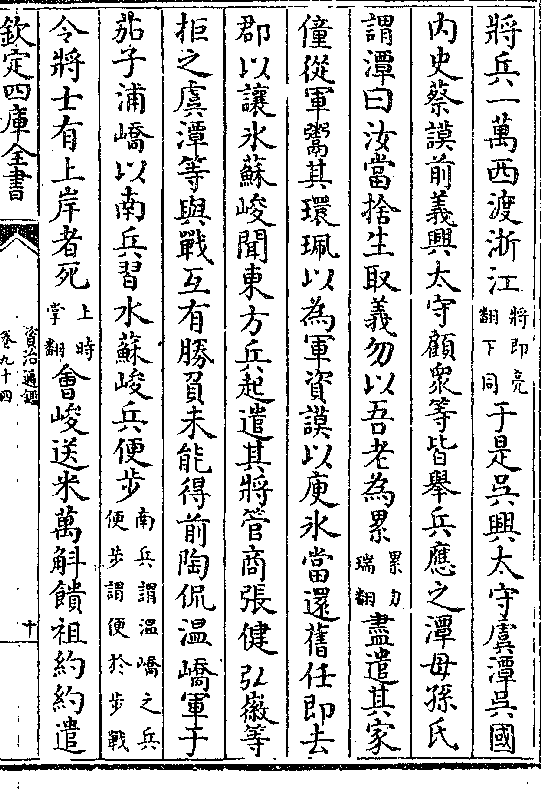 將兵一萬西渡浙江將即亮翻下同于是吳興太守虞潭吳國
内史蔡謨前義興太守顧衆等皆舉兵應之潭母孫氏
謂潭曰汝當捨生取義勿以吾老為累累力瑞翻盡遣其家
僮從軍鬻其環珮以為軍資謨以庾氷當還舊任即去
郡以讓氷蘇峻聞東方兵起遣其將管商張健弘徽等
拒之虞潭等與戰互有勝負未能得前陶侃温嶠軍于
茄子浦嶠以南兵習水蘇峻兵便步南兵謂温嶠之兵便步謂便於步戰
令將士有上岸者死上時掌翻會峻送米萬斛饋祖約約遣
欽定四庫全書
資治通鑑
卷九十四
十